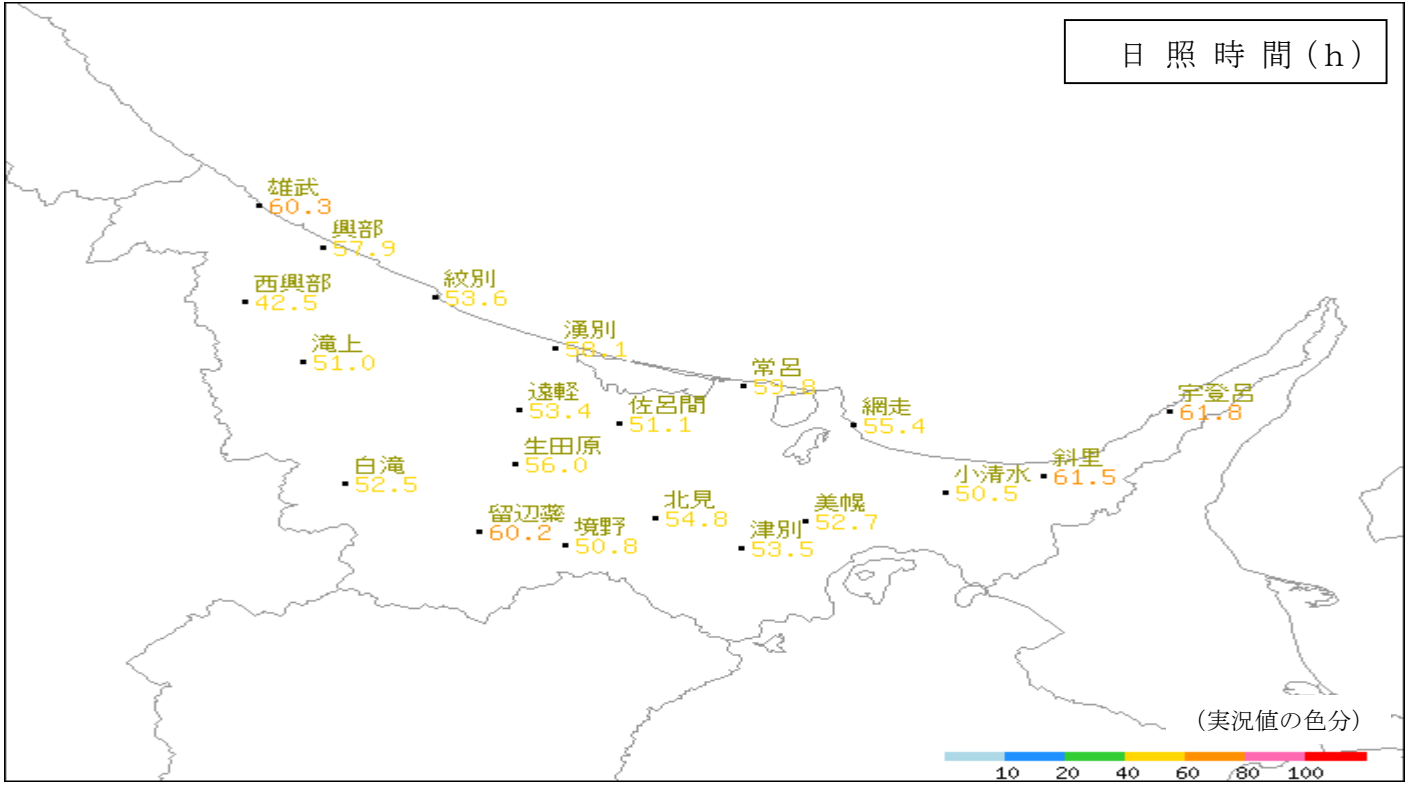 日照時間(h)
雄武
60.3
興部
57.9
西興部
42.5
紋別
53.6
滝上
51.0
湧別
58.1
常呂
59.8
遠軽
53.4
佐呂間
51.1
網走
55.4
宇登呂
61.8
生田原
56.0
白滝
52.5
斜里
61.5
小清水
50.5
留辺蘂
60.2
境野
50.8
北見
54.8
美幌
52.7
津別
53.5
(実況値の色分)
10 20 40 60 80 100